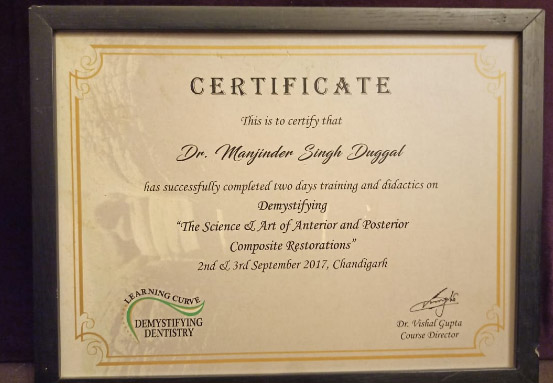 CERTIFICATE
This is to certify that
Dr. Manjinder Singh Duggal
has successfully completed two days training and didactics on
Demystifying
"The Science & Art of Anterior and Posterior
Composite Restorations"
2nd & 3rd September 2017, Chandigarh
LEARNING CURVE
DEMYSTIFYING
DENTISTRY
Dr. Vishal Gupta
Course Director